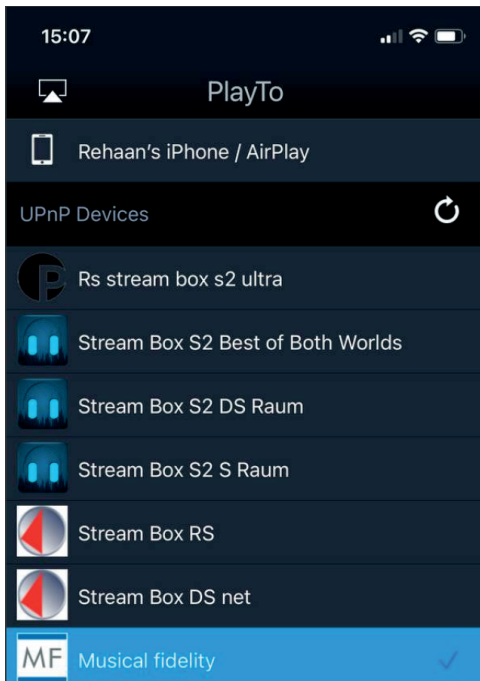 15:07
PlayTo
Rehaan's iPhone / AirPlay
UPnP Devices
Rs stream box s2 ultra
Stream Box S2 Best of Both Worlds
Stream Box S2 DS Raum
Stream Box S2 S Raum
Stream Box RS
Stream Box DS net
MF Musical fidelity